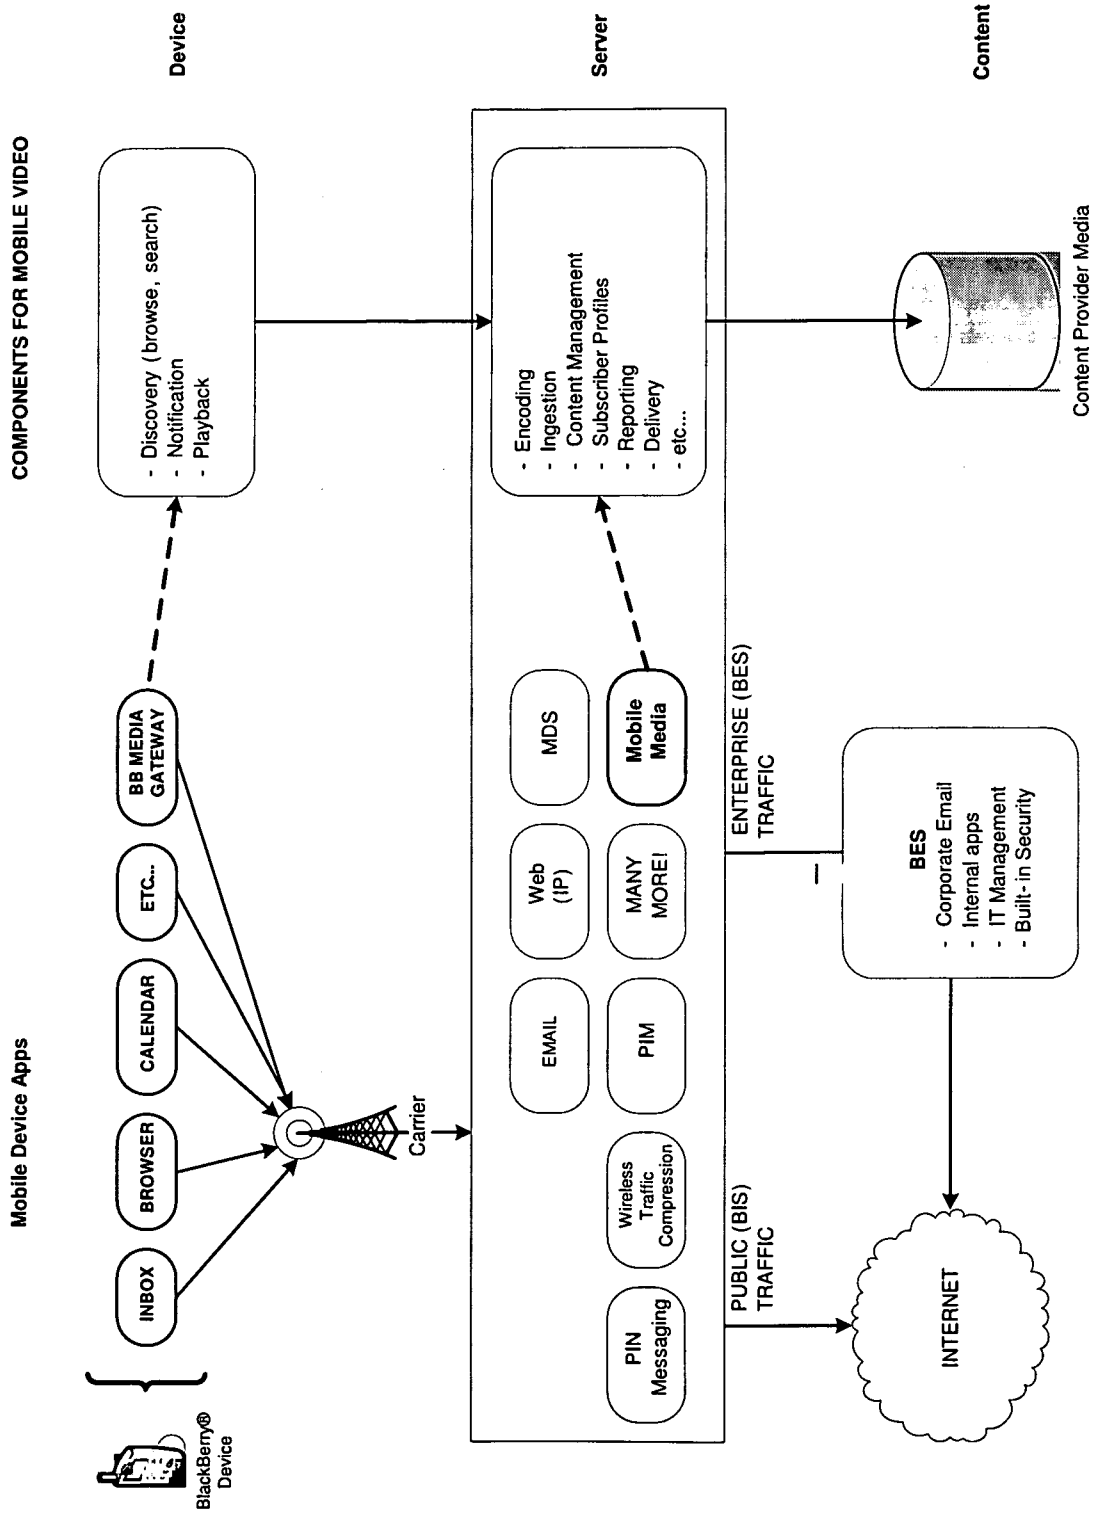 Mobile Device Apps
COMPONENTS FOR MOBILE VIDEO
BlackBerry®
Device
INBOX
BROWSER
CALENDAR
ETC...
BB MEDIA
GATEWAY
- Discovery (browse, search)
- Notification
- Playback
Device
Carrier
EMAIL
Web
(IP)
MDS
PIN
Messaging
Wireless
Traffic
Compression
PIM
MANY
MORE!
Mobile
Media
- Encoding
- Ingestion
- Content Management
- Subscriber Profiles
- Reporting
- Delivery
- etc...
Server
PUBLIC (BIS)
TRAFFIC
ENTERPRISE (BES)
TRAFFIC
INTERNET
BES
- Corporate Email
- Internal apps
- IT Management
- Built- in Security
Content Provider Media
Content